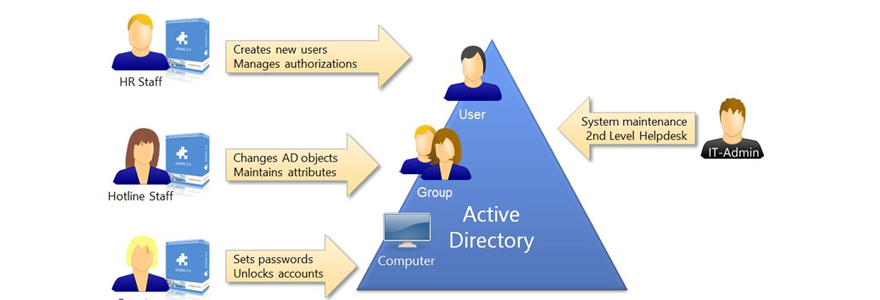 HR Staff
Creates new users
Manages authorizations
User
System maintenance
2nd Level Helpdesk
IT-Admin
Hotline Staff
Changes AD objects
Maintains attributes
Group
Active
Directory
Computer
Sets passwords
Unlocks accounts